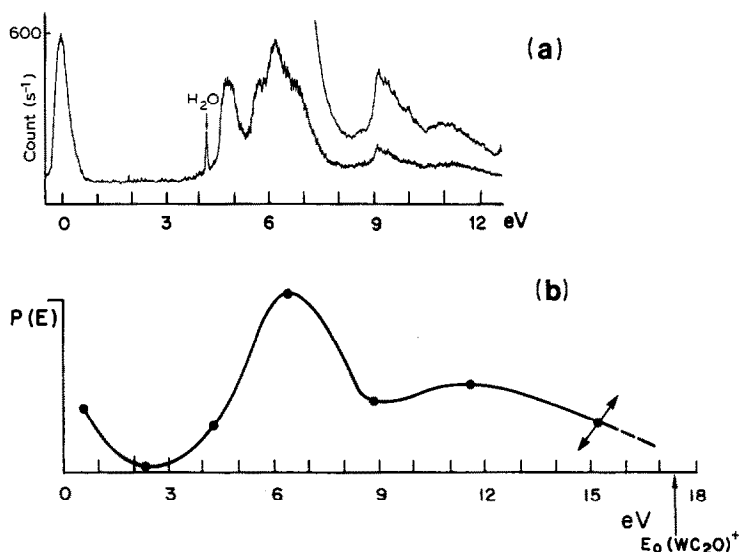 600
(a)
H₂O
Count (s⁻¹)
0 3 6 9 12 eV
(b)
P(E)
0 3 6 9 12 15 18
eV
E₀(WC₂O)⁺